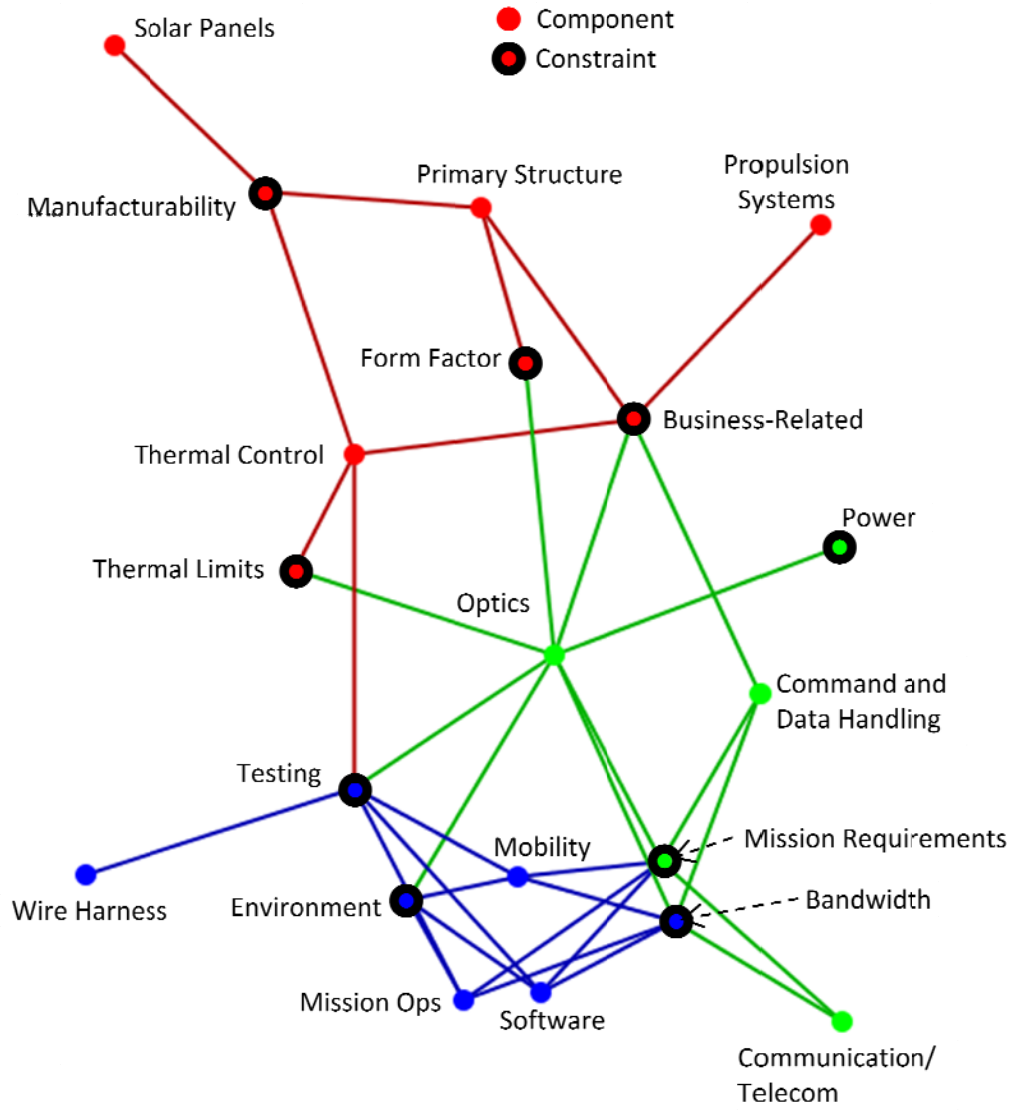 Solar Panels
Component
Constraint
Primary Structure
Propulsion
Systems
Manufacturability
Form Factor
Business-Related
Thermal Control
Power
Thermal Limits
Optics
Command and
Data Handling
Testing
Mission Requirements
Mobility
Bandwidth
Wire Harness
Environment
Mission Ops
Software
Communication/
Telecom